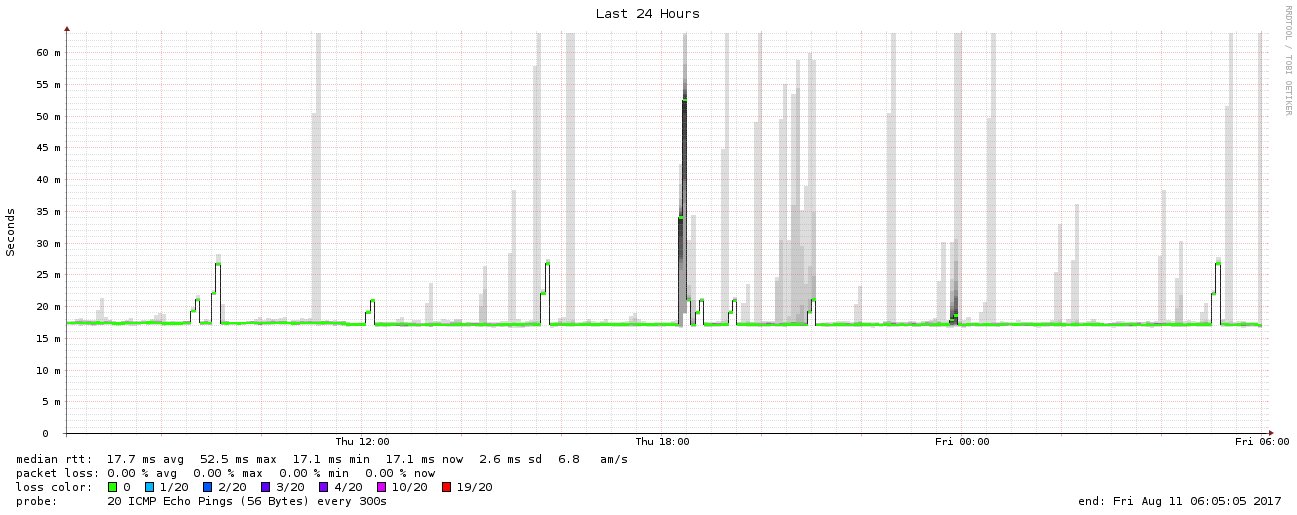 Last 24 Hours
RRDTOOL / TOBI OETIKER
Seconds
60 m
55 m
50 m
45 m
40 m
35 m
30 m
25 m
20 m
15 m
10 m
5 m
0
Thu 12:00 Thu 18:00 Fri 00:00 Fri 06:00
median rtt: 17.7 ms avg 52.5 ms max 17.1 ms min 17.1 ms now 2.6 ms sd 6.8 am/s
packet loss: 0.00 % avg 0.00 % max 0.00 % min 0.00 % now
loss color: 0 1/20 2/20 3/20 4/20 10/20 19/20
probe: 20 ICMP Echo Pings (56 Bytes) every 300s end: Fri Aug 11 06:05:05 2017